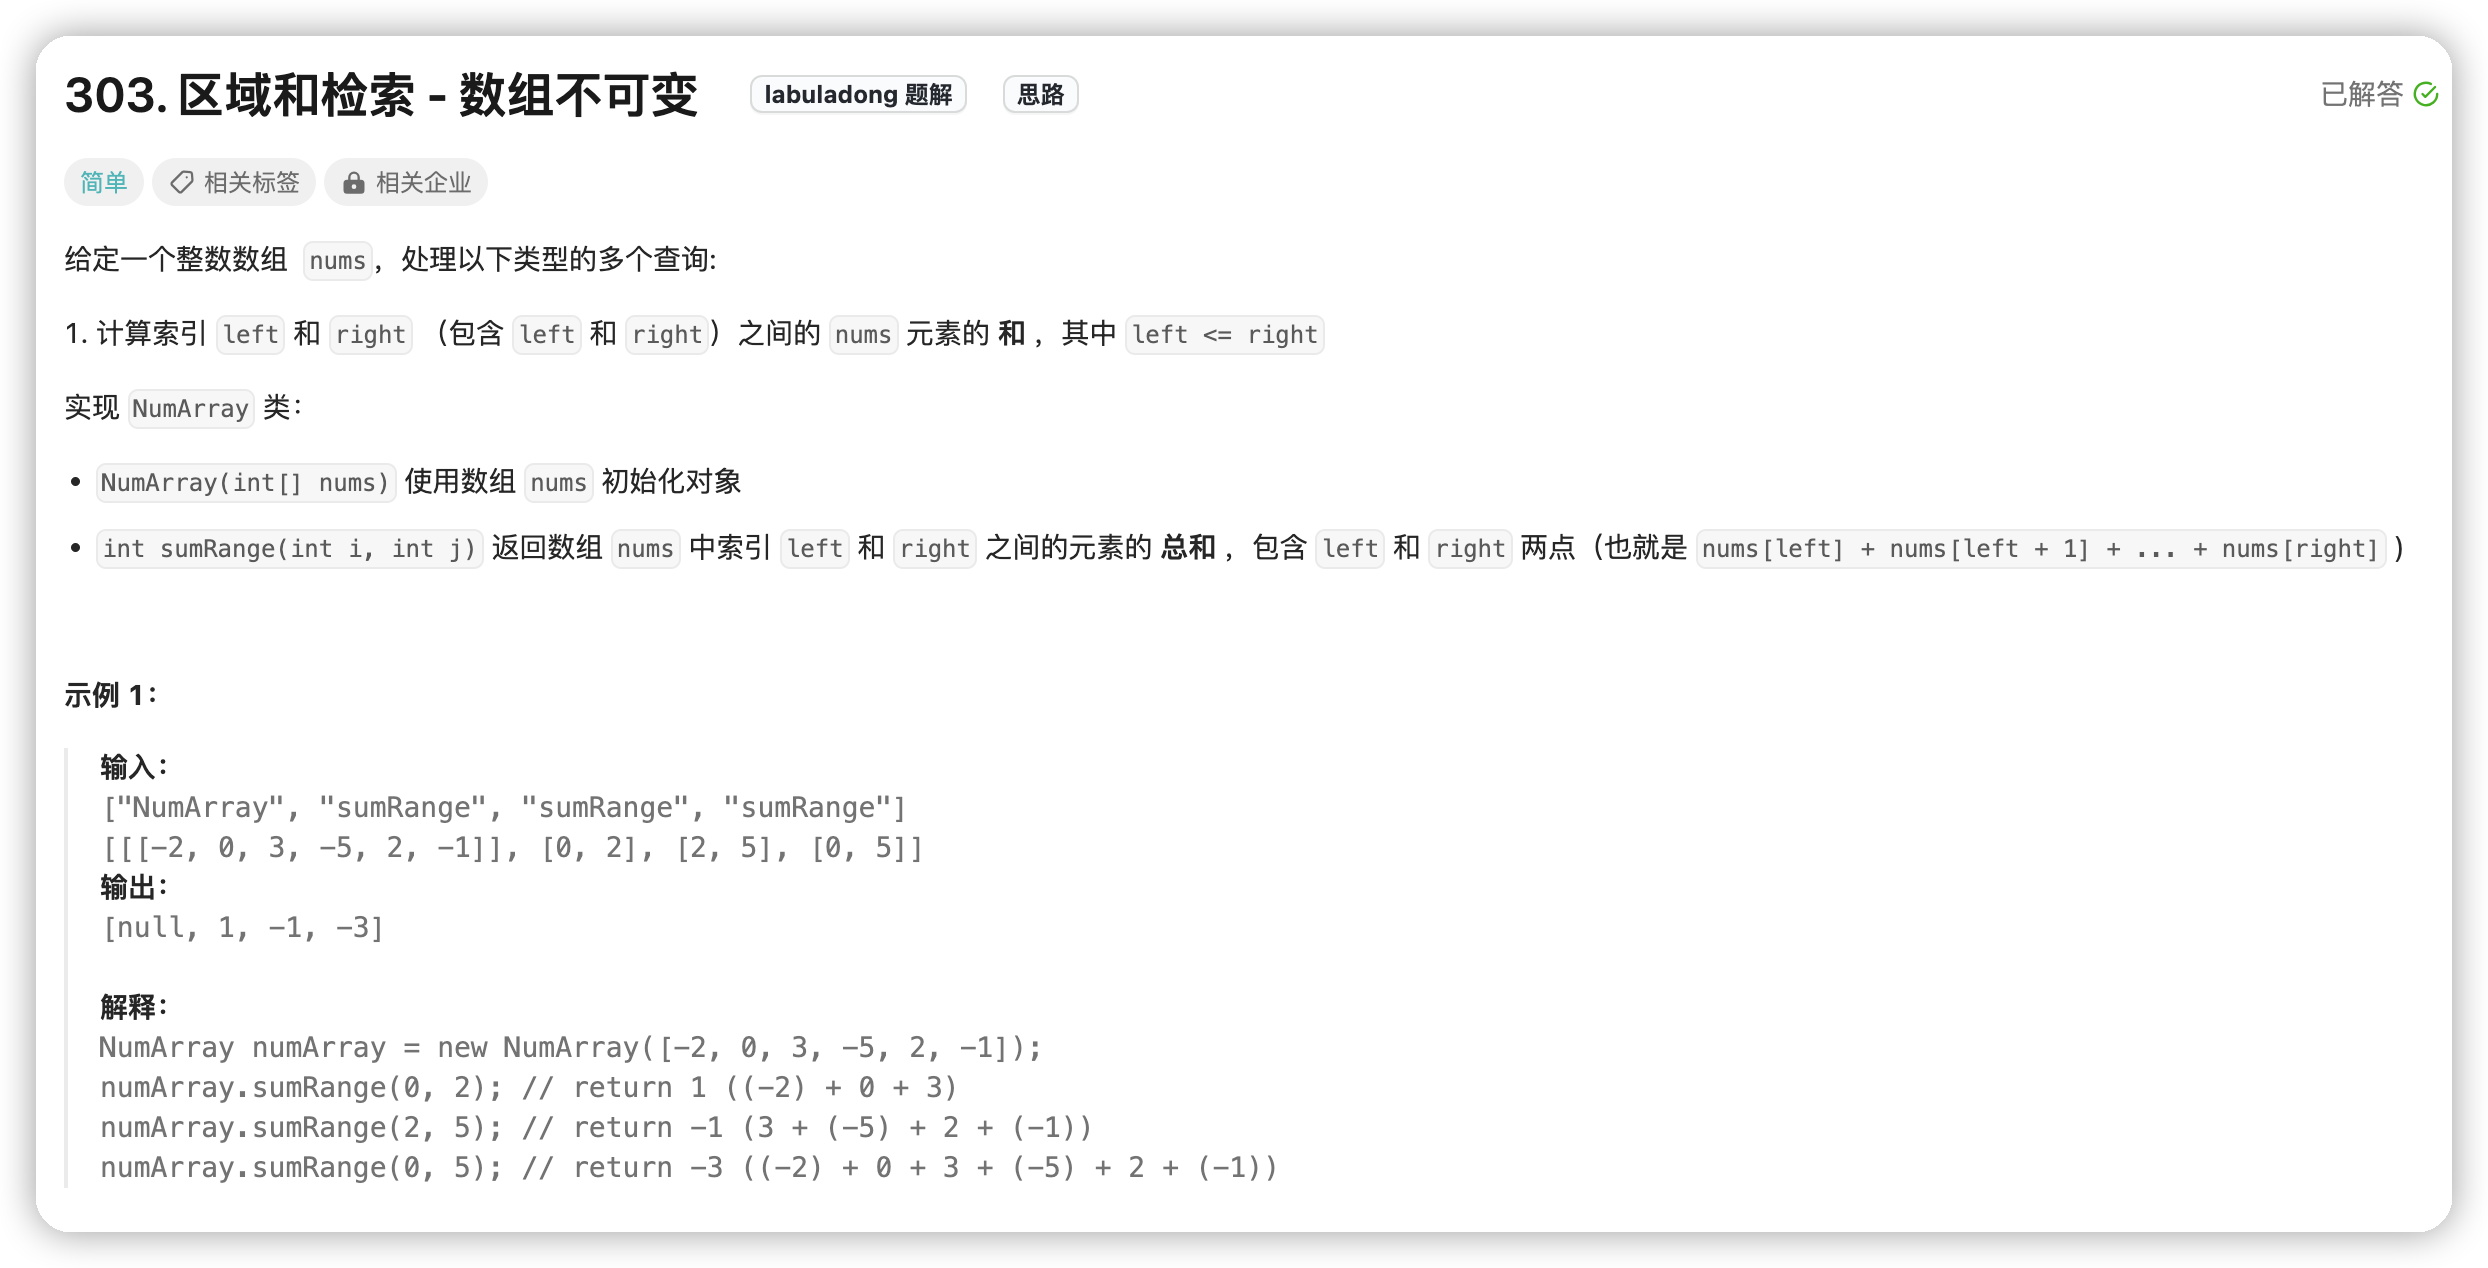 303. 区域和检索 - 数组不可变 labuladong 题解 思路 已解答
简单 相关标签 相关企业
给定一个整数数组 nums，处理以下类型的多个查询:
1. 计算索引 left 和 right （包含 left 和 right）之间的 nums 元素的 和 ，其中 left <= right
实现 NumArray 类：
• NumArray(int[] nums) 使用数组 nums 初始化对象
• int sumRange(int i, int j) 返回数组 nums 中索引 left 和 right 之间的元素的 总和 ，包含 left 和 right 两点（也就是 nums[left] + nums[left + 1] + ... + nums[right] )
示例 1：
输入：
["NumArray", "sumRange", "sumRange", "sumRange"]
[[[-2, 0, 3, -5, 2, -1]], [0, 2], [2, 5], [0, 5]]
输出：
[null, 1, -1, -3]
解释：
NumArray numArray = new NumArray([-2, 0, 3, -5, 2, -1]);
numArray.sumRange(0, 2); // return 1 ((-2) + 0 + 3)
numArray.sumRange(2, 5); // return -1 (3 + (-5) + 2 + (-1))
numArray.sumRange(0, 5); // return -3 ((-2) + 0 + 3 + (-5) + 2 + (-1))